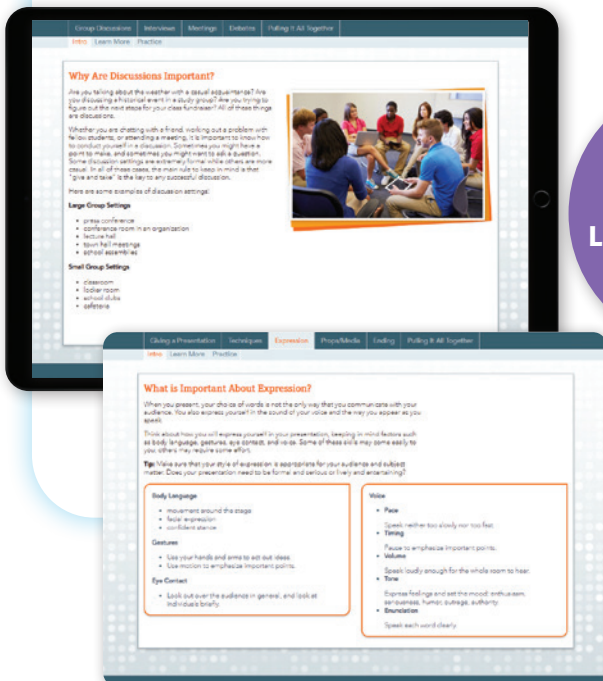 Group Discussions Interviews Meetings Debates Pulling It All Together
Intro Learn More Practice
Why Are Discussions Important?
Are you talking about the weather with a casual acquaintance? Are
you discussing a historical event in a study group? Are you trying to
figure out the next steps for your class fundraiser? All of these things
are discussions.
Whether you are chatting with a friend, working out a problem with
fellow students, or attending a meeting, it is important to know how
to conduct yourself in a discussion. Sometimes you might have a
point to make, and sometimes you might want to ask a question.
Some discussion settings are extremely formal while others are more
casual. In all of these cases, the main rule to keep in mind is that
"give and take" is the key to any successful discussion.
Here are some examples of discussion settings:
Large Group Settings
• press conference
• conference room in an organization
• lecture hall
• town hall meetings
• school assemblies
Small Group Settings
• classroom
• locker room
• school clubs
• cafeteria
L
Giving a Presentation Techniques Expression Props/Media Ending Pulling It All Together
Intro Learn More Practice
What is Important About Expression?
When you present, your choice of words is not the only way that you communicate with your
audience. You also express yourself in the sound of your voice and the way you appear as you
speak.
Think about how you will express yourself in your presentation, keeping in mind factors such
as body language, gestures, eye contact, and voice. Some of these skills may come easily to
you; others may require some effort.
Tip: Make sure that your style of expression is appropriate for your audience and subject
matter. Does your presentation need to be formal and serious or lively and entertaining?
Body Language
• movement around the stage
• facial expression
• confident stance
Gestures
• Use your hands and arms to act out ideas.
• Use motion to emphasize important points.
Eye Contact
• Look out over the audience in general, and look at
individuals briefly.
Voice
• Pace
Speak neither too slowly nor too fast.
• Timing
Pause to emphasize important points.
• Volume
Speak loudly enough for the whole room to hear.
• Tone
Express feelings and set the mood: enthusiasm,
seriousness, humor, outrage, authority.
• Enunciation
Speak each word clearly.